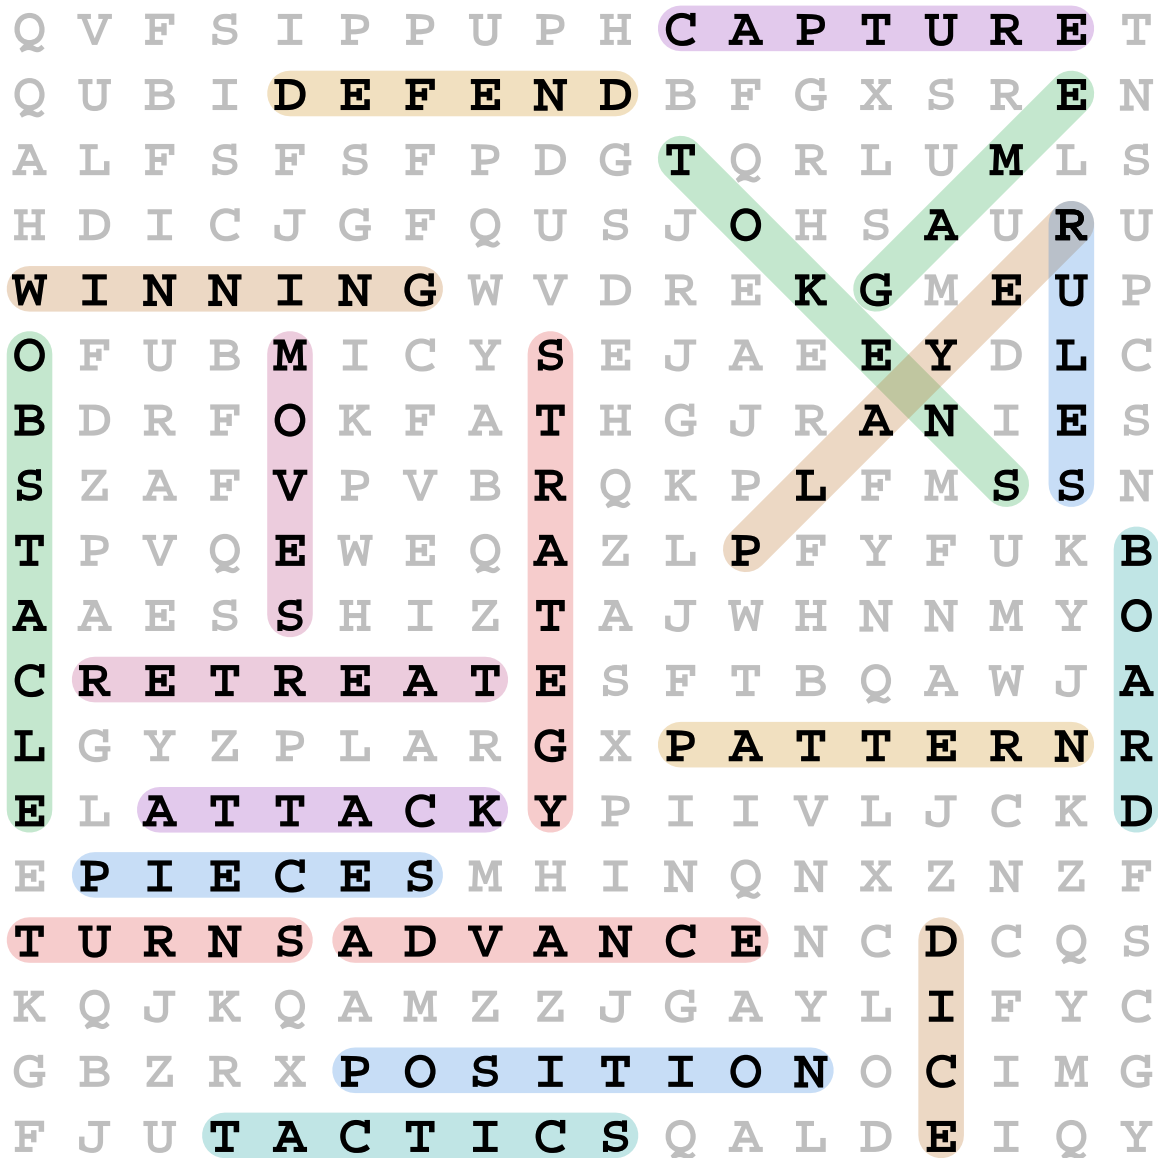 Q V F S I P P U P H C A P T U R E T
Q U B I D E F E N D B F G X S R E N
A L F S F S F P D G T Q R L U M L S
H D I C J G F Q U S J O H S A U R U
W I N N I N G W V D R E K G M E U P
O F U B M I C Y S E J A E E Y D L C
B D R F O K F A T H G J R A N I E S
S Z A F V P V B R Q K P L F M S S N
T P V Q E W E Q A Z L P F Y F U K B
A A E S S H I Z T A J W H N N M Y O
C R E T R E A T E S F T B Q A W J A
L G Y Z P L A R G X P A T T E R N R
E L A T T A C K Y P I I V L J C K D
E P I E C E S M H I N Q N X Z N Z F
T U R N S A D V A N C E N C D C Q S
K Q J K Q A M Z Z J G A Y L I F Y C
G B Z R X P O S I T I O N O C I M G
F J U T A C T I C S Q A L D E I Q Y